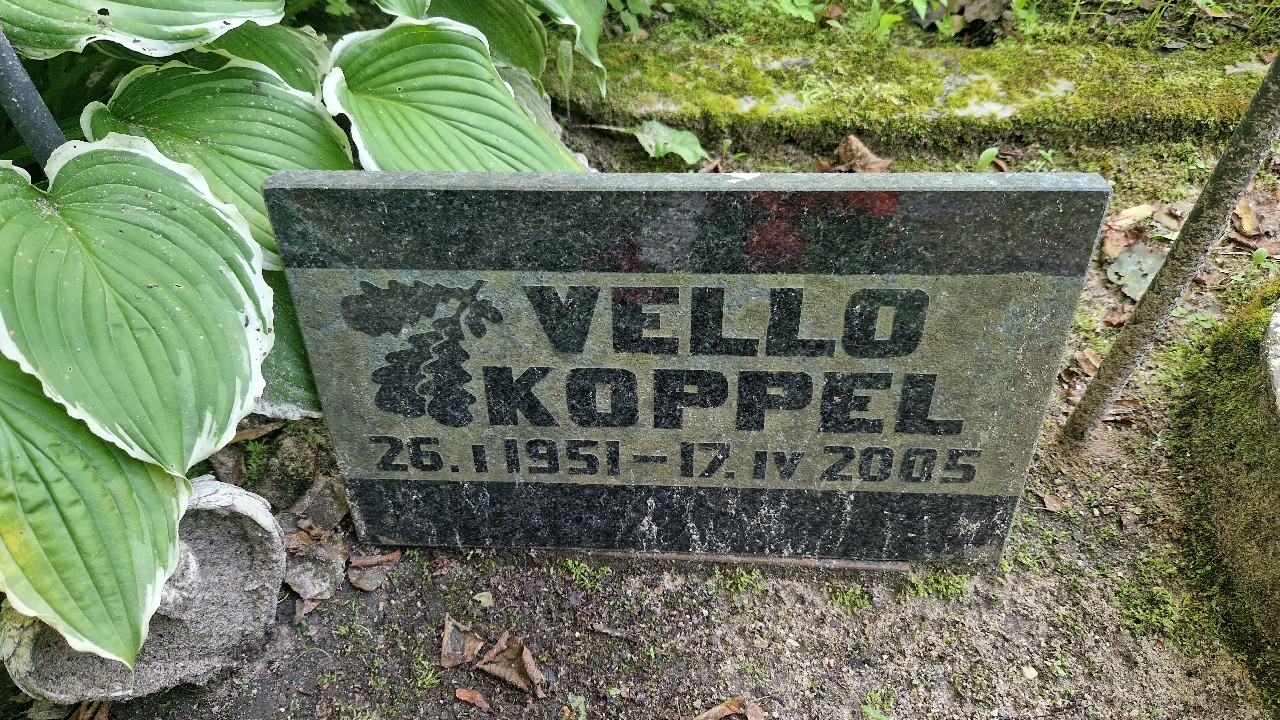 VELLO
KOPPEL
26. I 1951 - 17. IV 2005